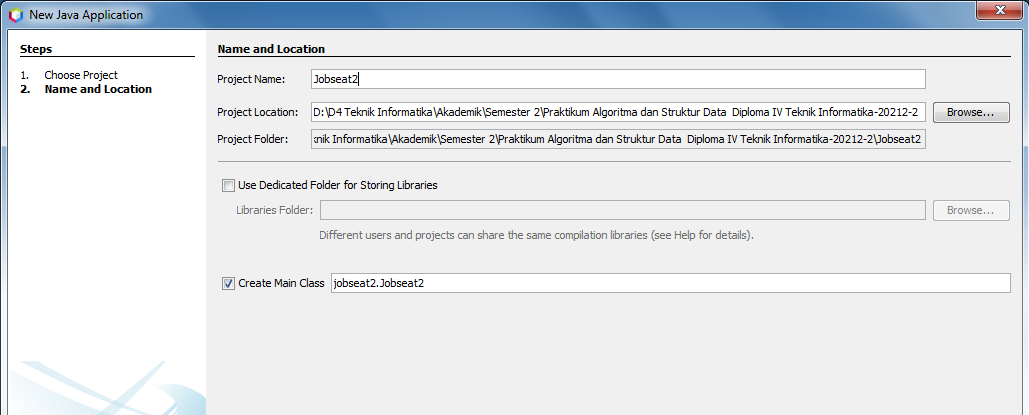 New Java Application
Steps
1. Choose Project
2. Name and Location
Name and Location
Project Name: Jobseat2
Project Location: D:\D4 Teknik Informatika\Akademik\Semester 2\Praktikum Algoritma dan Struktur Data  Diploma IV Teknik Informatika-20212-2 Browse...
Project Folder: knik Informatika\Akademik\Semester 2\Praktikum Algoritma dan Struktur Data  Diploma IV Teknik Informatika-20212-2\Jobseat2
Use Dedicated Folder for Storing Libraries
Libraries Folder: Browse...
Different users and projects can share the same compilation libraries (see Help for details).
Create Main Class jobseat2.Jobseat2